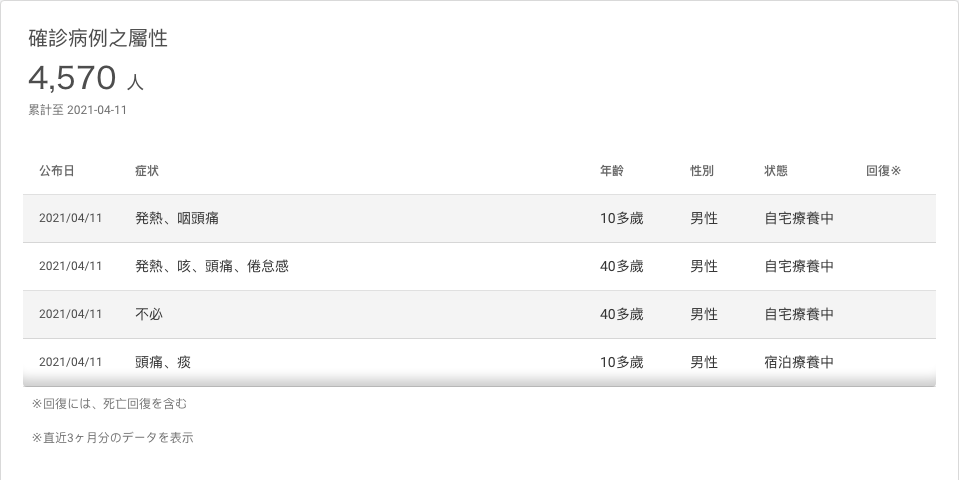 確診病例之屬性
4,570 人
累計至 2021-04-11
公布日 症状 年齢 性別 状態 回復※
2021/04/11 発熱、咽頭痛 10多歲 男性 自宅療養中
2021/04/11 発熱、咳、頭痛、倦怠感 40多歲 男性 自宅療養中
2021/04/11 不必 40多歲 男性 自宅療養中
2021/04/11 頭痛、痰 10多歲 男性 宿泊療養中
※回復には、死亡回復を含む
※直近3ヶ月分のデータを表示